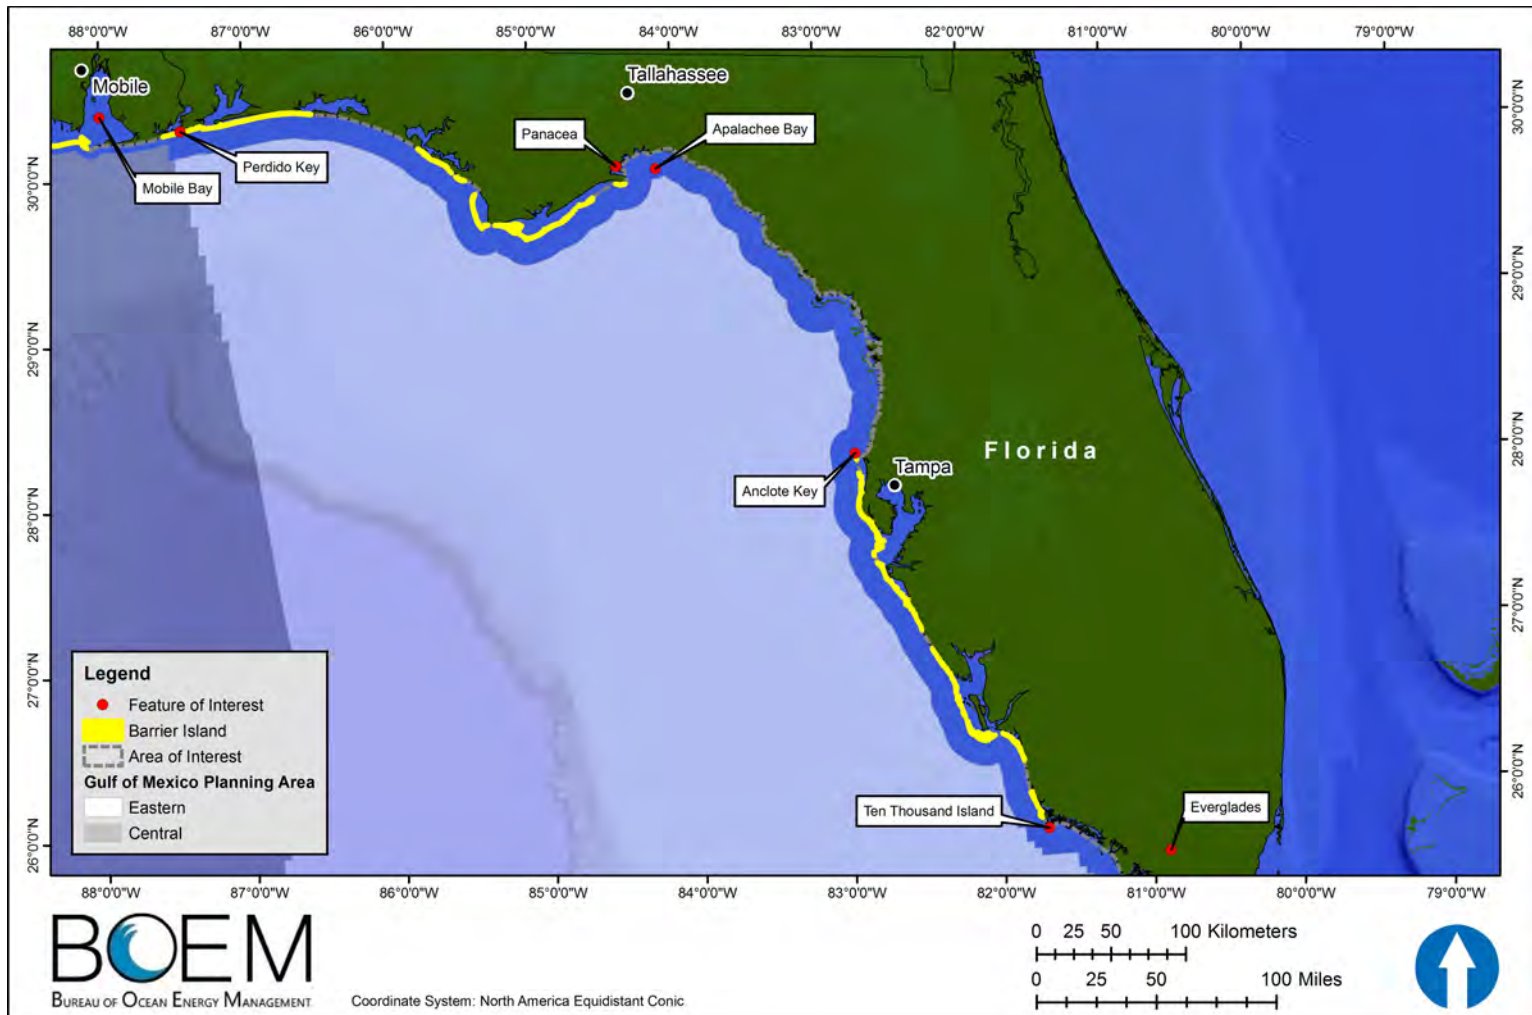 88°0'0"W 87°0'0"W 86°0'0"W 85°0'0"W 84°0'0"W 83°0'0"W 82°0'0"W 81°0'0"W 80°0'0"W 79°0'0"W
Mobile
Tallahassee
Panacea
Apalachee Bay
Perdido Key
Mobile Bay
30°0'0"N
29°0'0"N
28°0'0"N
27°0'0"N
26°0'0"N
30°0'0"N
29°0'0"N
28°0'0"N
27°0'0"N
26°0'0"N
Florida
Tampa
Anclote Key
Ten Thousand Island
Everglades
Legend
Feature of Interest
Barrier Island
Area of Interest
Gulf of Mexico Planning Area
Eastern
Central
88°0'0"W 87°0'0"W 86°0'0"W 85°0'0"W 84°0'0"W 83°0'0"W 82°0'0"W 81°0'0"W 80°0'0"W 79°0'0"W
BOEM
BUREAU OF OCEAN ENERGY MANAGEMENT
Coordinate System: North America Equidistant Conic
0 25 50 100 Kilometers
0 25 50 100 Miles